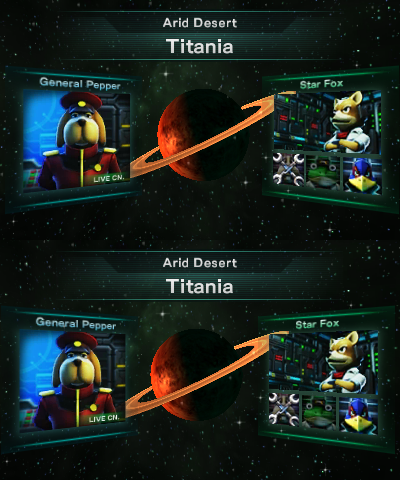 Arid Desert
Titania
General Pepper
Star Fox
LIVE CN.
Arid Desert
Titania
General Pepper
Star Fox
LIVE CN.